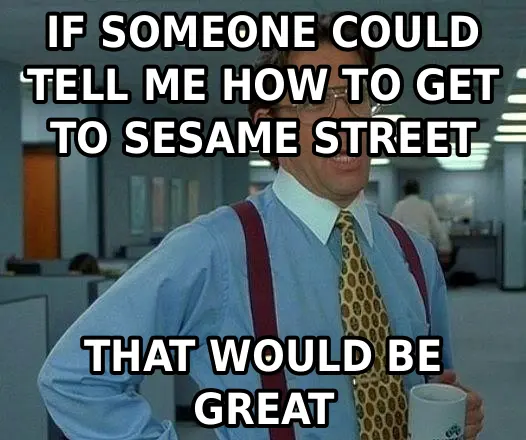 IF SOMEONE COULD
TELL ME HOW TO GET
TO SESAME STREET
THAT WOULD BE
GREAT